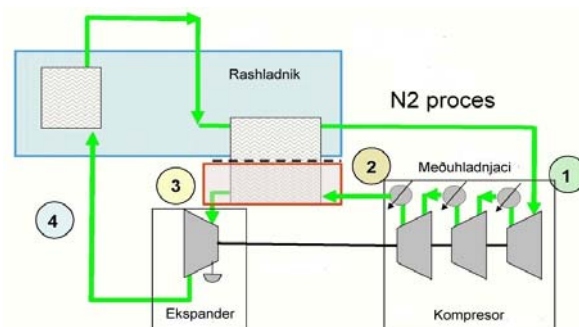 Rashladnik
N2 proces
Međuhladnjaci
1
2
3
4
Ekspander
Kompresor